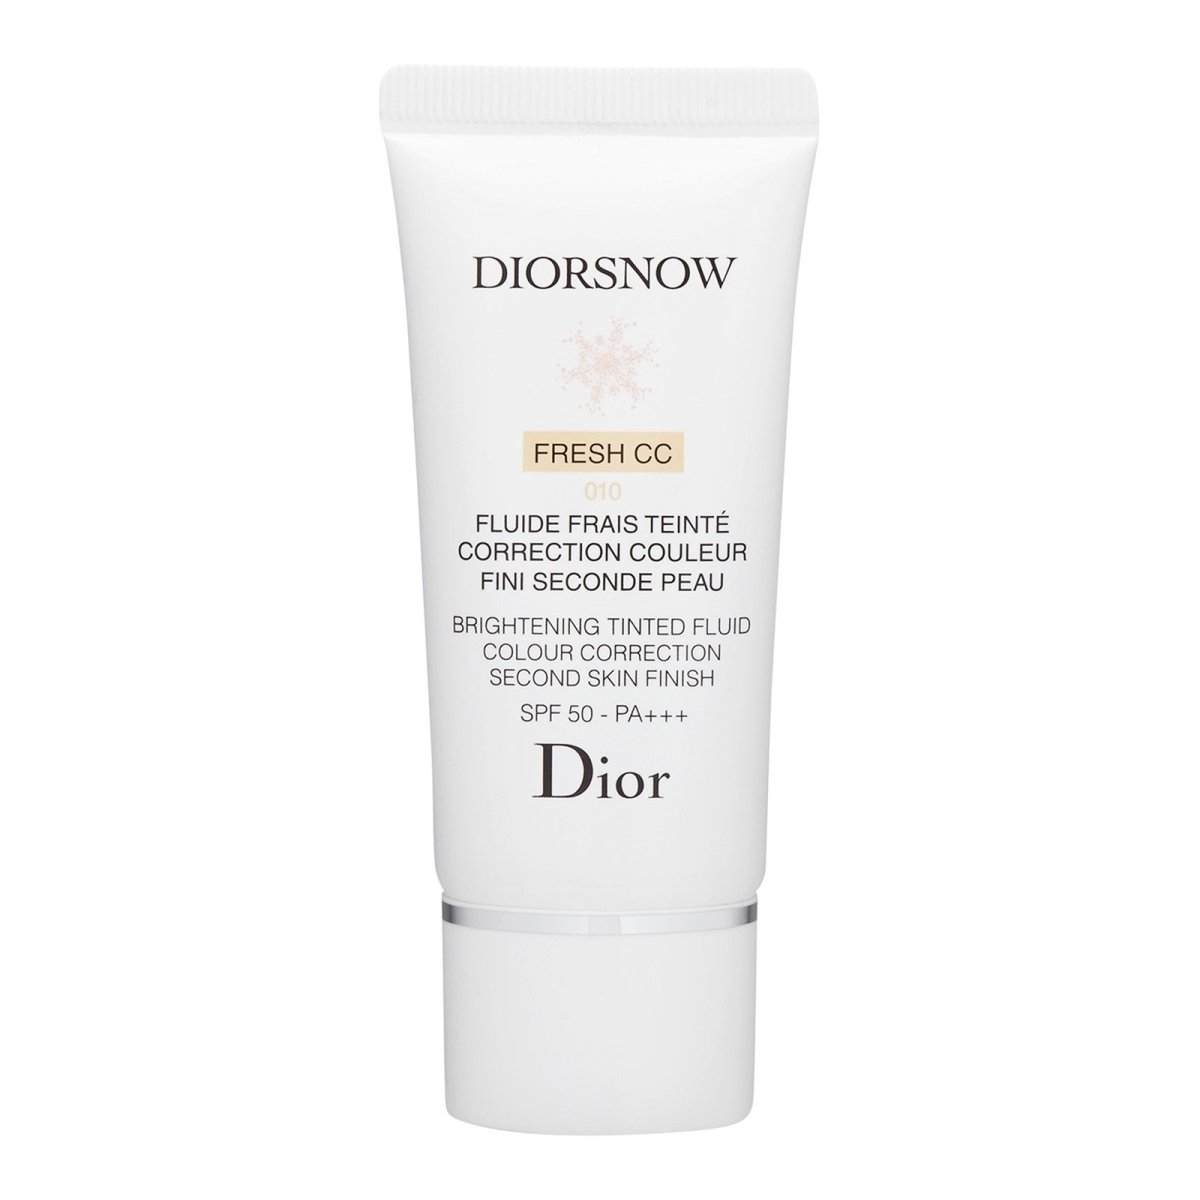 DIORSNOW
FRESH CC
010
FLUIDE FRAIS TEINTÉ
CORRECTION COULEUR
FINI SECONDE PEAU
BRIGHTENING TINTED FLUID
COLOUR CORRECTION
SECOND SKIN FINISH
SPF 50 - PA+++
Dior